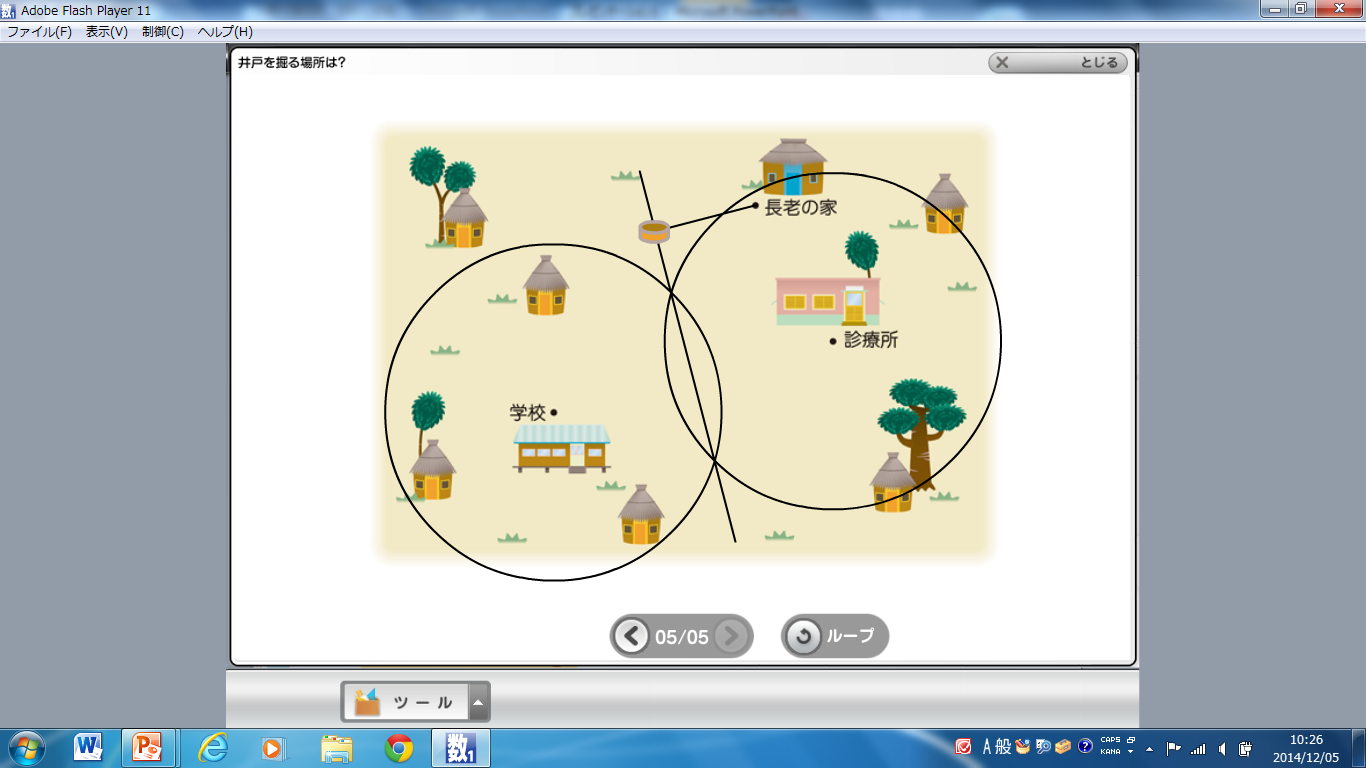 Adobe Flash Player 11
ファイル(F) 表示(V) 制御(C) ヘルプ(H)
井戸を掘る場所は?
とじる
長老の家
診療所
学校
05/05
ループ
ツール
A 般
CAPS
KANA
10:26
2014/12/05